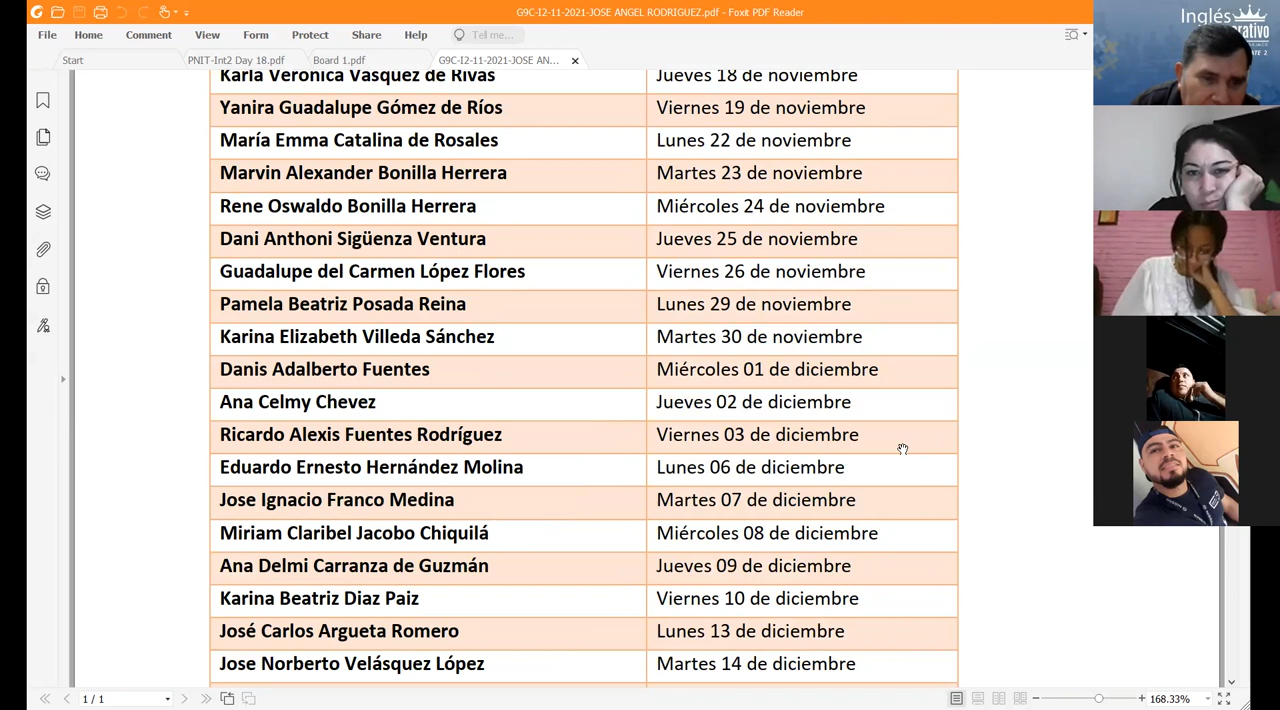 G9C-I2-11-2021-JOSE ANGEL RODRIGUEZ.pdf - Foxit PDF Reader
File Home Comment View Form Protect Share Help Tell me...
Start PNIT-Int2 Day 18.pdf Board 1.pdf G9C-I2-11-2021-JOSE AN...
Karla Verónica Vásquez de Rivas Jueves 18 de noviembre
Yanira Guadalupe Gómez de Ríos Viernes 19 de noviembre
María Emma Catalina de Rosales Lunes 22 de noviembre
Marvin Alexander Bonilla Herrera Martes 23 de noviembre
Rene Oswaldo Bonilla Herrera Miércoles 24 de noviembre
Dani Anthoni Sigüenza Ventura Jueves 25 de noviembre
Guadalupe del Carmen López Flores Viernes 26 de noviembre
Pamela Beatriz Posada Reina Lunes 29 de noviembre
Karina Elizabeth Villeda Sánchez Martes 30 de noviembre
Danis Adalberto Fuentes Miércoles 01 de diciembre
Ana Celmy Chevez Jueves 02 de diciembre
Ricardo Alexis Fuentes Rodríguez Viernes 03 de diciembre
Eduardo Ernesto Hernández Molina Lunes 06 de diciembre
Jose Ignacio Franco Medina Martes 07 de diciembre
Miriam Claribel Jacobo Chiquilá Miércoles 08 de diciembre
Ana Delmi Carranza de Guzmán Jueves 09 de diciembre
Karina Beatriz Diaz Paiz Viernes 10 de diciembre
José Carlos Argueta Romero Lunes 13 de diciembre
Jose Norberto Velásquez López Martes 14 de diciembre
1 / 1 168.33%
Inglés